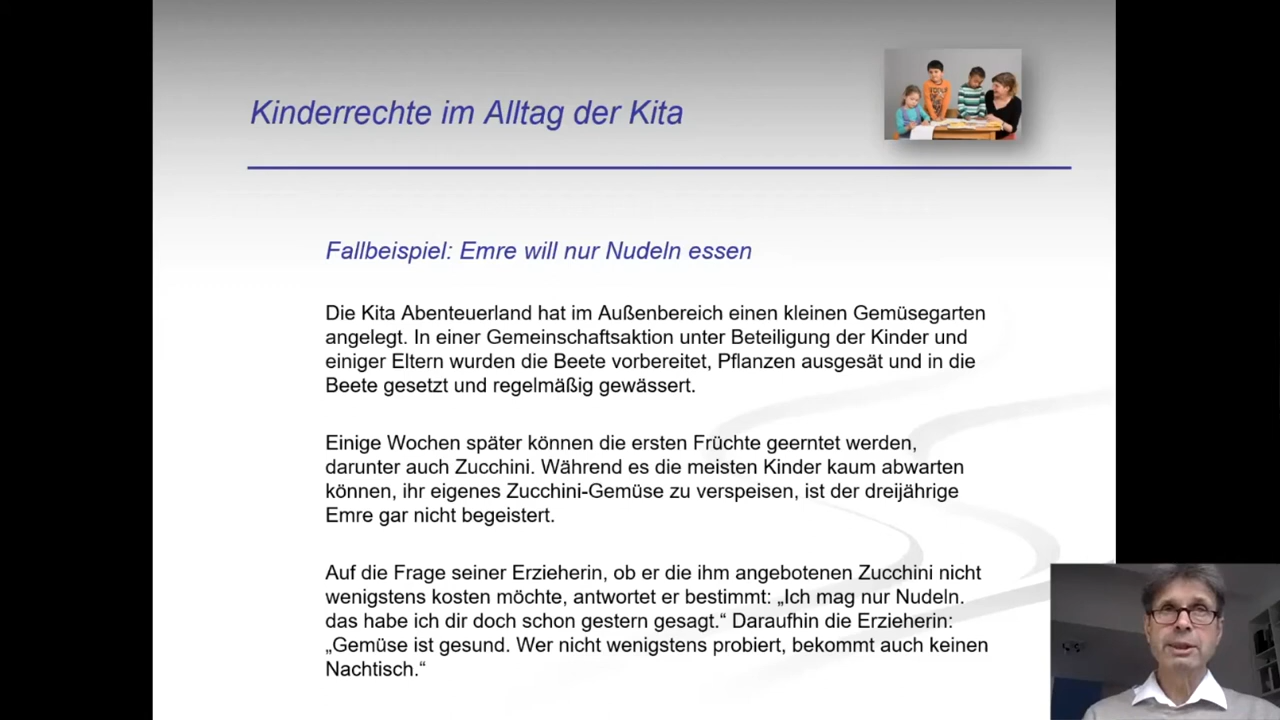 Kinderrechte im Alltag der Kita
Fallbeispiel: Emre will nur Nudeln essen
Die Kita Abenteuerland hat im Außenbereich einen kleinen Gemüsegarten
angelegt. In einer Gemeinschaftsaktion unter Beteiligung der Kinder und
einiger Eltern wurden die Beete vorbereitet, Pflanzen ausgesät und in die
Beete gesetzt und regelmäßig gewässert.
Einige Wochen später können die ersten Früchte geerntet werden,
darunter auch Zucchini. Während es die meisten Kinder kaum abwarten
können, ihr eigenes Zucchini-Gemüse zu verspeisen, ist der dreijährige
Emre gar nicht begeistert.
Auf die Frage seiner Erzieherin, ob er die ihm angebotenen Zucchini nicht
wenigstens kosten möchte, antwortet er bestimmt: „Ich mag nur Nudeln.
das habe ich dir doch schon gestern gesagt.“ Daraufhin die Erzieherin:
„Gemüse ist gesund. Wer nicht wenigstens probiert, bekommt auch keinen
Nachtisch.“